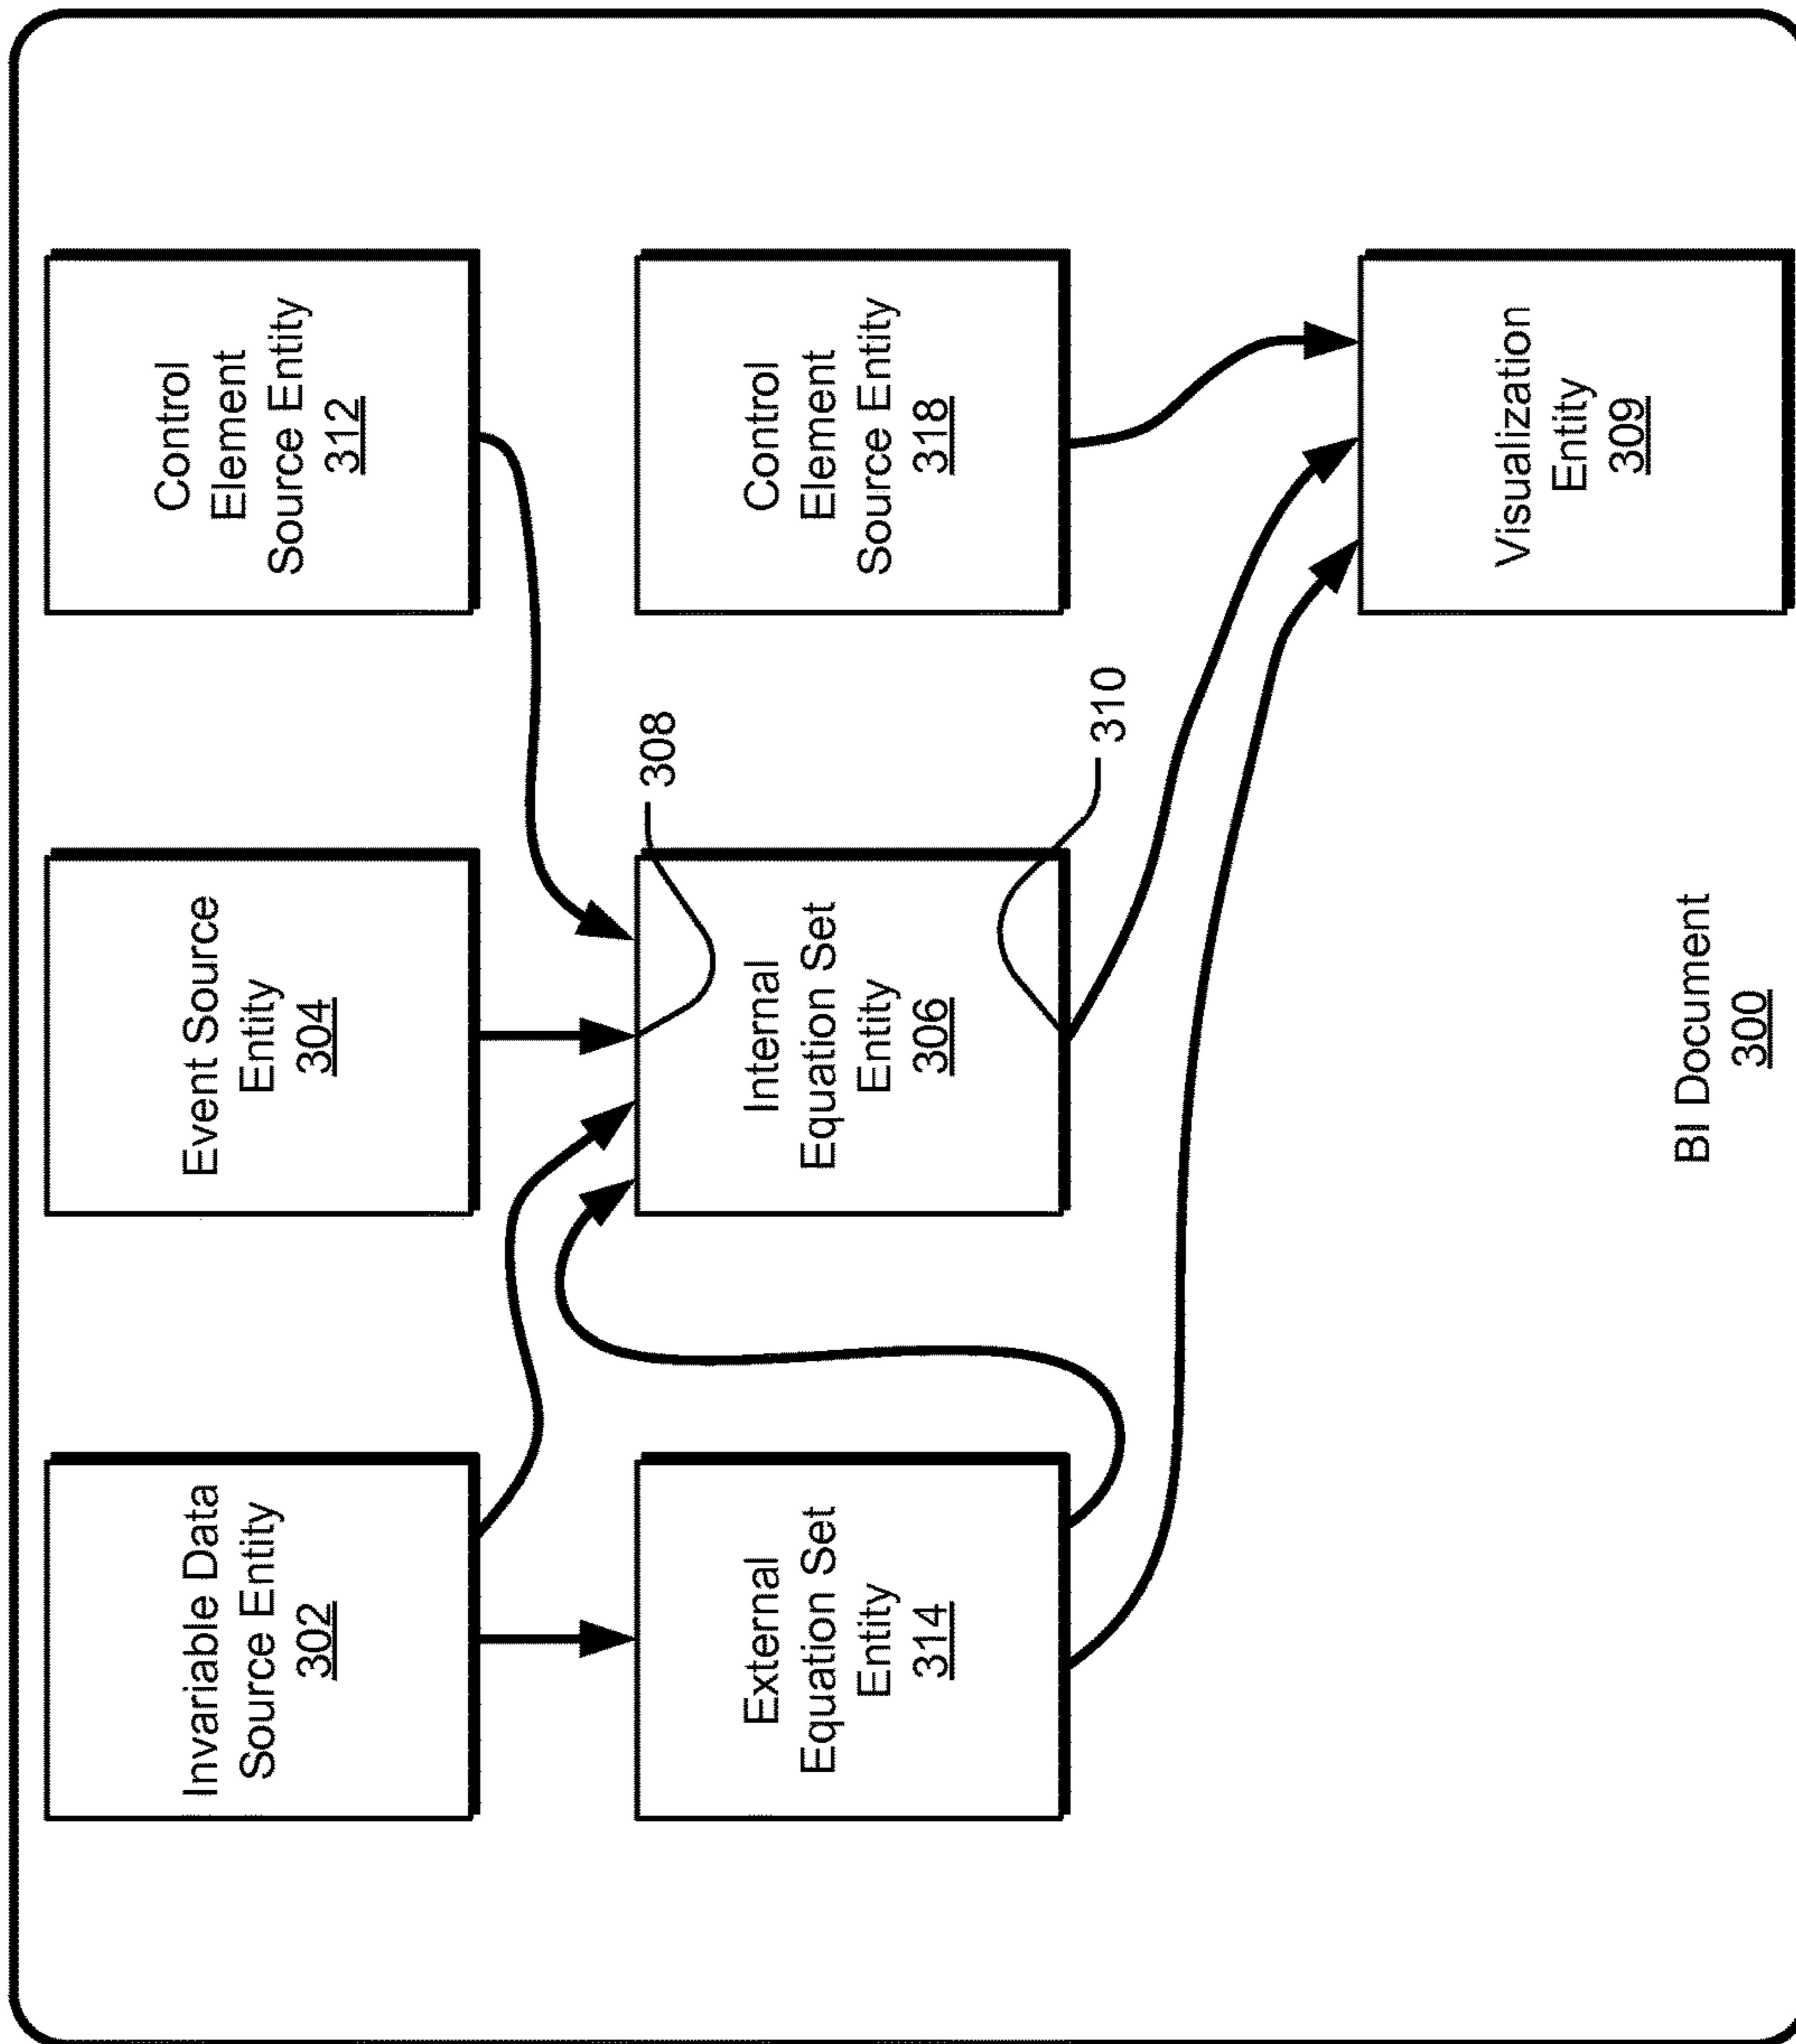 Invariable Data
Source Entity
302
Event Source
Entity
304
Control
Element
Source Entity
312
External
Equation Set
Entity
314
Internal
Equation Set
Entity
306
308
310
Control
Element
Source Entity
318
Visualization
Entity
309
BI Document
300